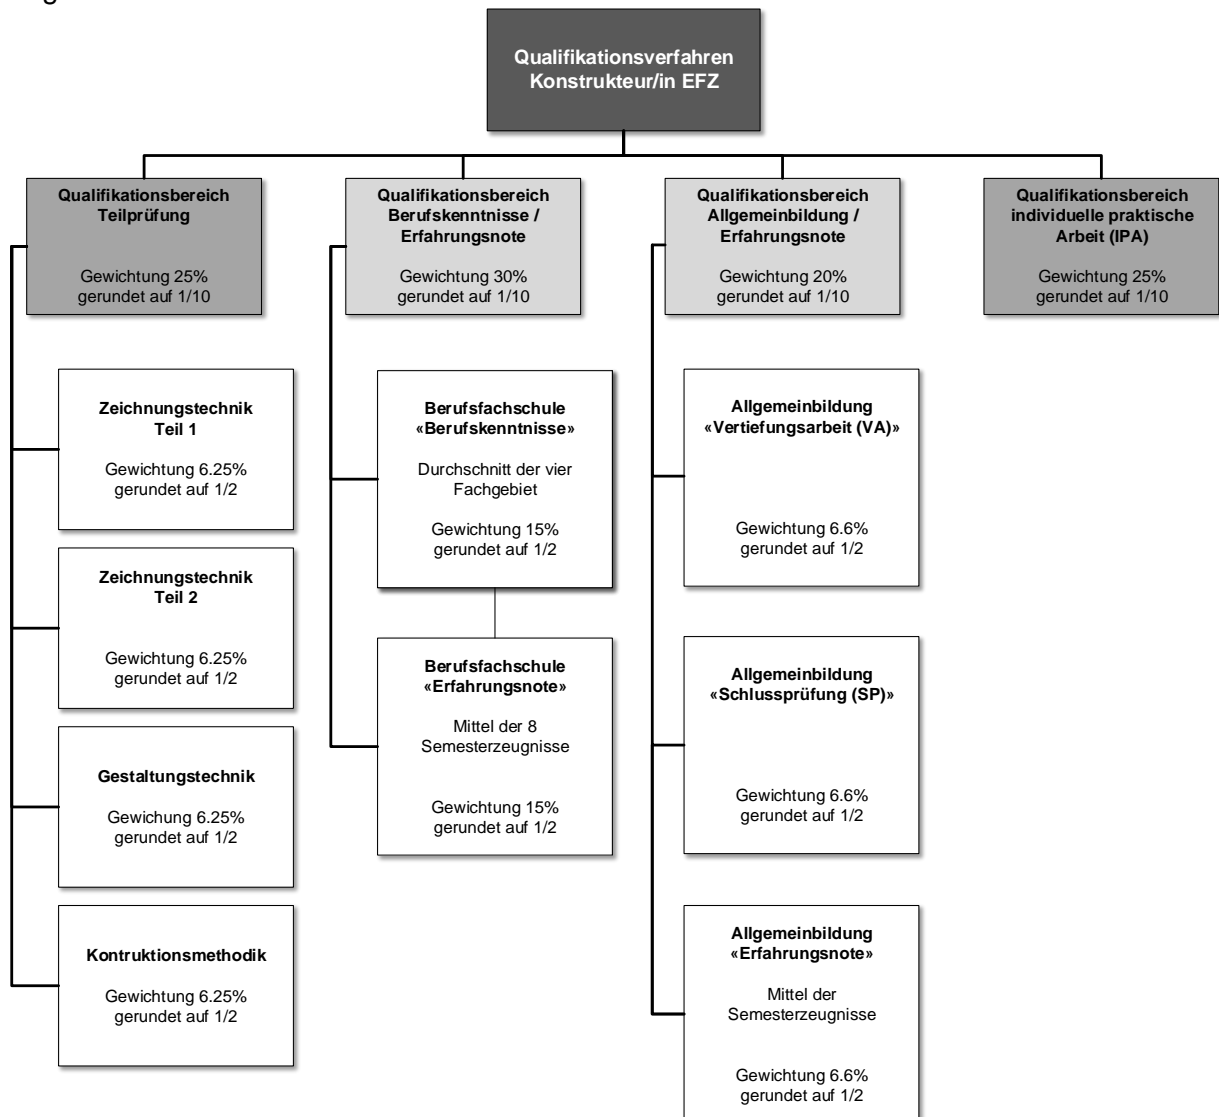 Qualifikationsverfahren
Konstrukteur/in EFZ
Qualifikationsbereich
Teilprüfung
Gewichtung 25%
gerundet auf 1/10
Qualifikationsbereich
Berufskenntnisse /
Erfahrungsnote
Gewichtung 30%
gerundet auf 1/10
Qualifikationsbereich
Allgemeinbildung /
Erfahrungsnote
Gewichtung 20%
gerundet auf 1/10
Qualifikationsbereich
individuelle praktische
Arbeit (IPA)
Gewichtung 25%
gerundet auf 1/10
Zeichnungstechnik
Teil 1
Gewichtung 6.25%
gerundet auf 1/2
Zeichnungstechnik
Teil 2
Gewichtung 6.25%
gerundet auf 1/2
Gestaltungstechnik
Gewichung 6.25%
gerundet auf 1/2
Kontruktionsmethodik
Gewichtung 6.25%
gerundet auf 1/2
Berufsfachschule
«Berufskenntnisse»
Durchschnitt der vier
Fachgebiet
Gewichtung 15%
gerundet auf 1/2
Berufsfachschule
«Erfahrungsnote»
Mittel der 8
Semesterzeugnisse
Gewichtung 15%
gerundet auf 1/2
Allgemeinbildung
«Vertiefungsarbeit (VA)»
Gewichtung 6.6%
gerundet auf 1/2
Allgemeinbildung
«Schlussprüfung (SP)»
Gewichtung 6.6%
gerundet auf 1/2
Allgemeinbildung
«Erfahrungsnote»
Mittel der
Semesterzeugnisse
Gewichtung 6.6%
gerundet auf 1/2